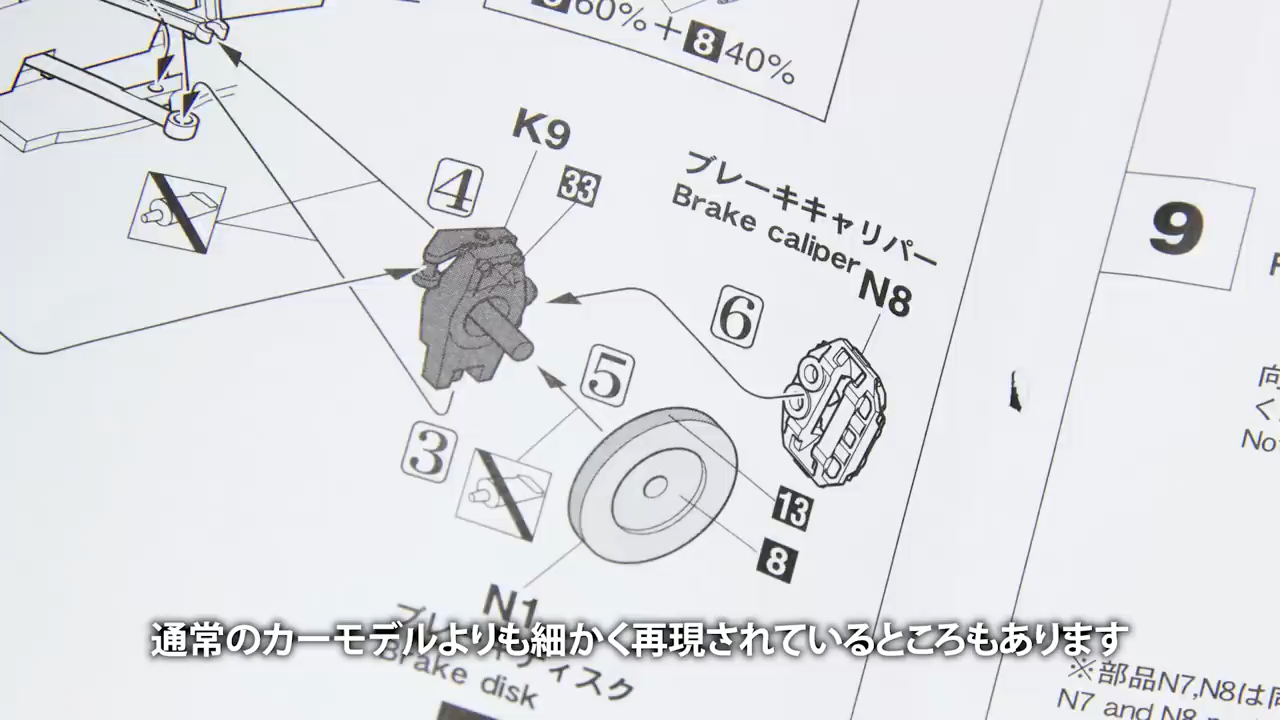 60%+8 40%
K9
4
33
ブレーキキャリパー
Brake caliper
N8
9
6
5
3
13
8
N1
通常のカーモデルよりも細かく再現されているところもあります
Brake disk
※部品N7,N8は
N7 and N8